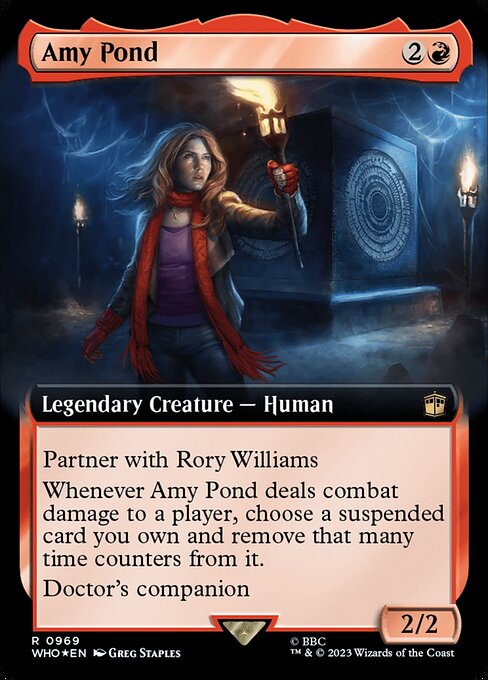 Amy Pond 2
Legendary Creature — Human
Partner with Rory Williams
Whenever Amy Pond deals combat
damage to a player, choose a suspended
card you own and remove that many
time counters from it.
Doctor's companion
2/2
R 0969
WHO★EN Greg Staples
© BBC
™ & © 2023 Wizards of the Coast